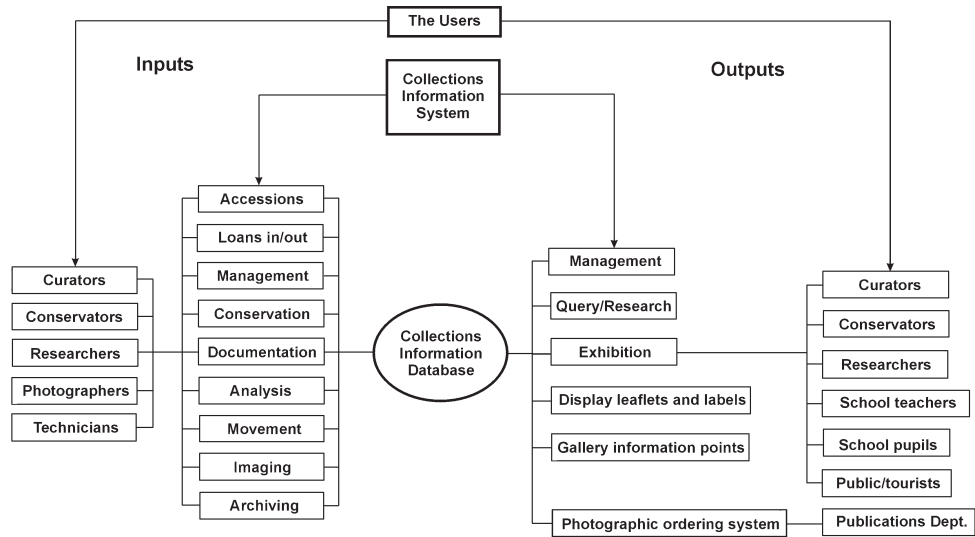 The Users
Inputs
Outputs
Collections
Information
System
Accessions
Loans in/out
Management
Conservation
Documentation
Analysis
Movement
Imaging
Archiving
Curators
Conservators
Researchers
Photographers
Technicians
Collections
Information
Database
Management
Query/Research
Exhibition
Display leaflets and labels
Gallery information points
Photographic ordering system
Curators
Conservators
Researchers
School teachers
School pupils
Public/tourists
Publications Dept.